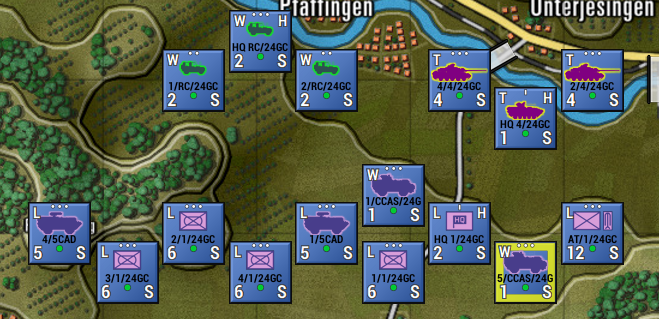 Pfaffingen
Unterjesingen
W H
HQ RC/24GC
2 S
W
1/RC/24GC
2 S
W
2/RC/24GC
2 S
T
4/4/24GC
4 S
T
2/4/24GC
4 S
T H
HQ 4/24GC
1 S
W
1/CCAS/24G
1 S
L
4/5CAD
5 S
L
2/1/24GC
6 S
L
1/5CAD
5 S
L H
HQ
HQ 1/24GC
2 S
L
AT/1/24GC
12 S
L
3/1/24GC
6 S
L
4/1/24GC
6 S
L
1/1/24GC
6 S
W
5/CCAS/24G
1 S